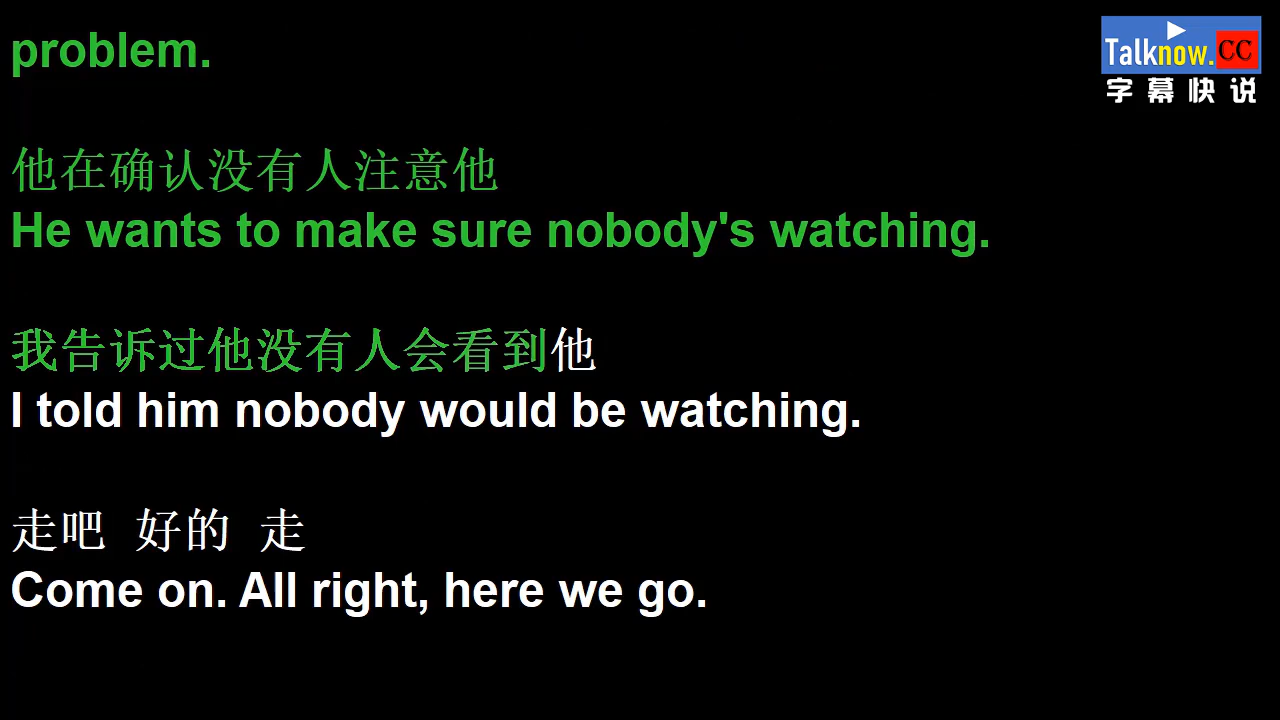 problem.
Talknow.CC
字幕快说
他在确认没有人注意他
He wants to make sure nobody's watching.
我告诉过他没有人会看到他
I told him nobody would be watching.
走吧 好的 走
Come on. All right, here we go.